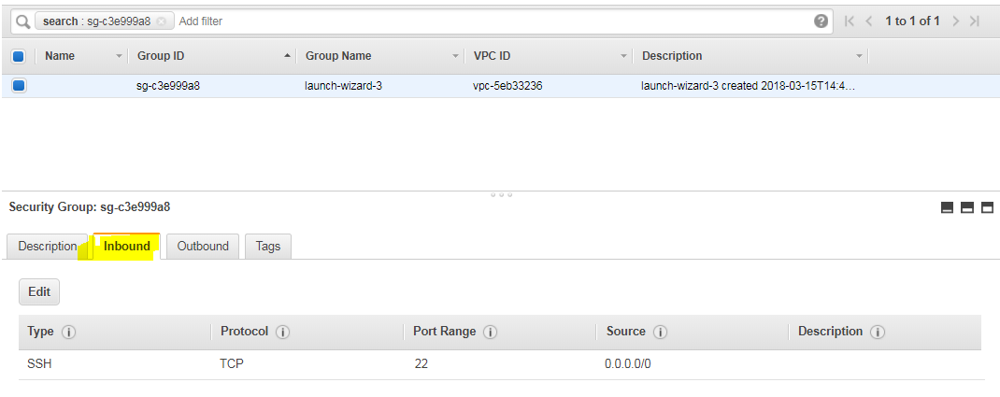 search : sg-c3e999a8 Add filter ? 1 to 1 of 1
Name Group ID Group Name VPC ID Description
sg-c3e999a8 launch-wizard-3 vpc-5eb33236 launch-wizard-3 created 2018-03-15T14:4...
Security Group: sg-c3e999a8
Description Inbound Outbound Tags
Edit
Type i Protocol i Port Range i Source i Description i
SSH TCP 22 0.0.0.0/0